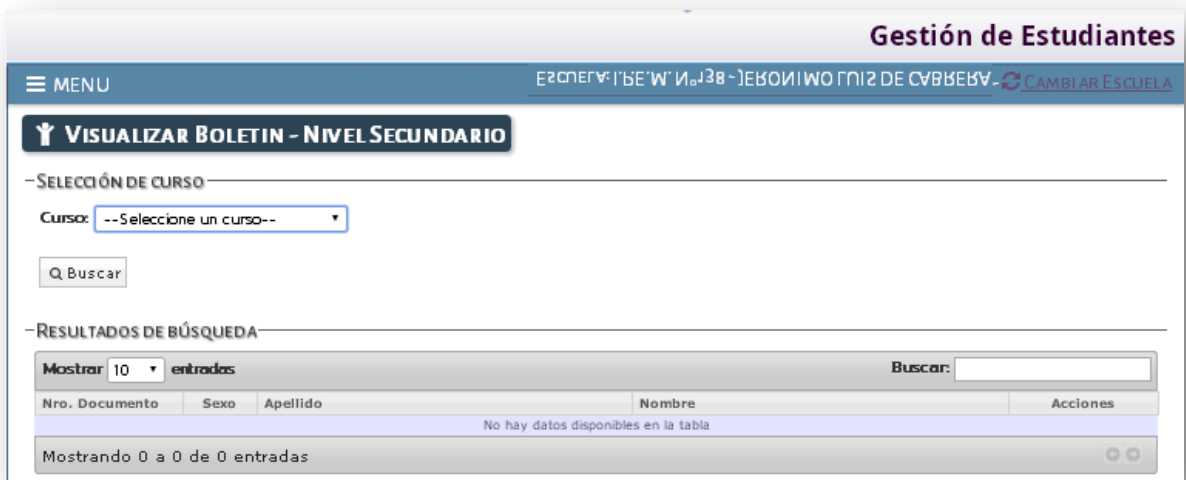 Gestión de Estudiantes
MENU
ESCUELA: I.P.E.M. Nº138 - JERONIMO LUIS DE CABRERA - CAMBIAR ESCUELA
VISUALIZAR BOLETIN - NIVEL SECUNDARIO
SELECCIÓN DE CURSO
Curso: --Seleccione un curso--
Buscar
RESULTADOS DE BÚSQUEDA
Mostrar 10 entradas Buscar:
Nro. Documento Sexo Apellido Nombre Acciones
No hay datos disponibles en la tabla
Mostrando 0 a 0 de 0 entradas